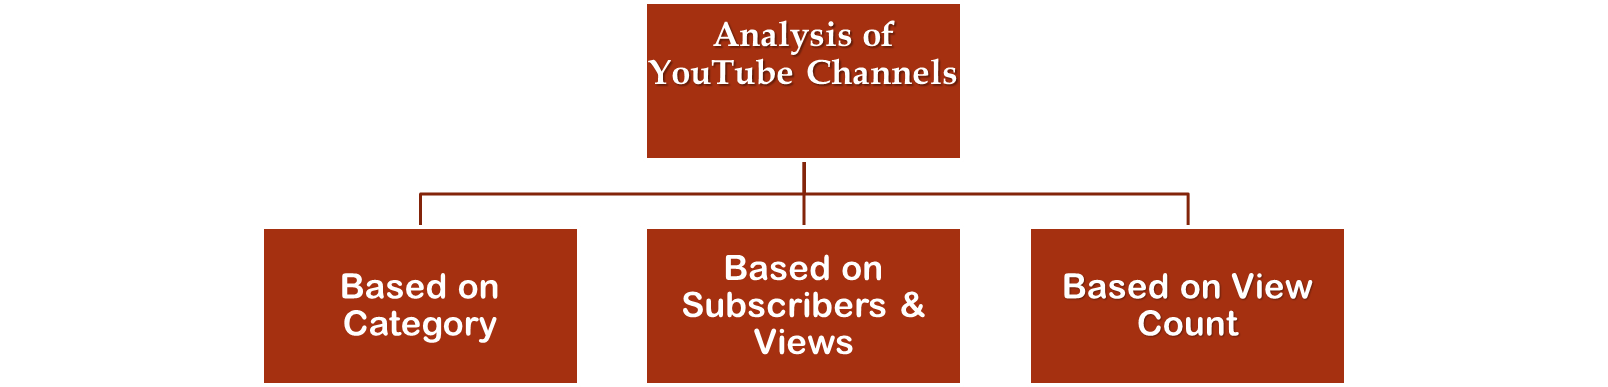 Analysis of
YouTube Channels
Based on
Category
Based on
Subscribers &
Views
Based on View
Count